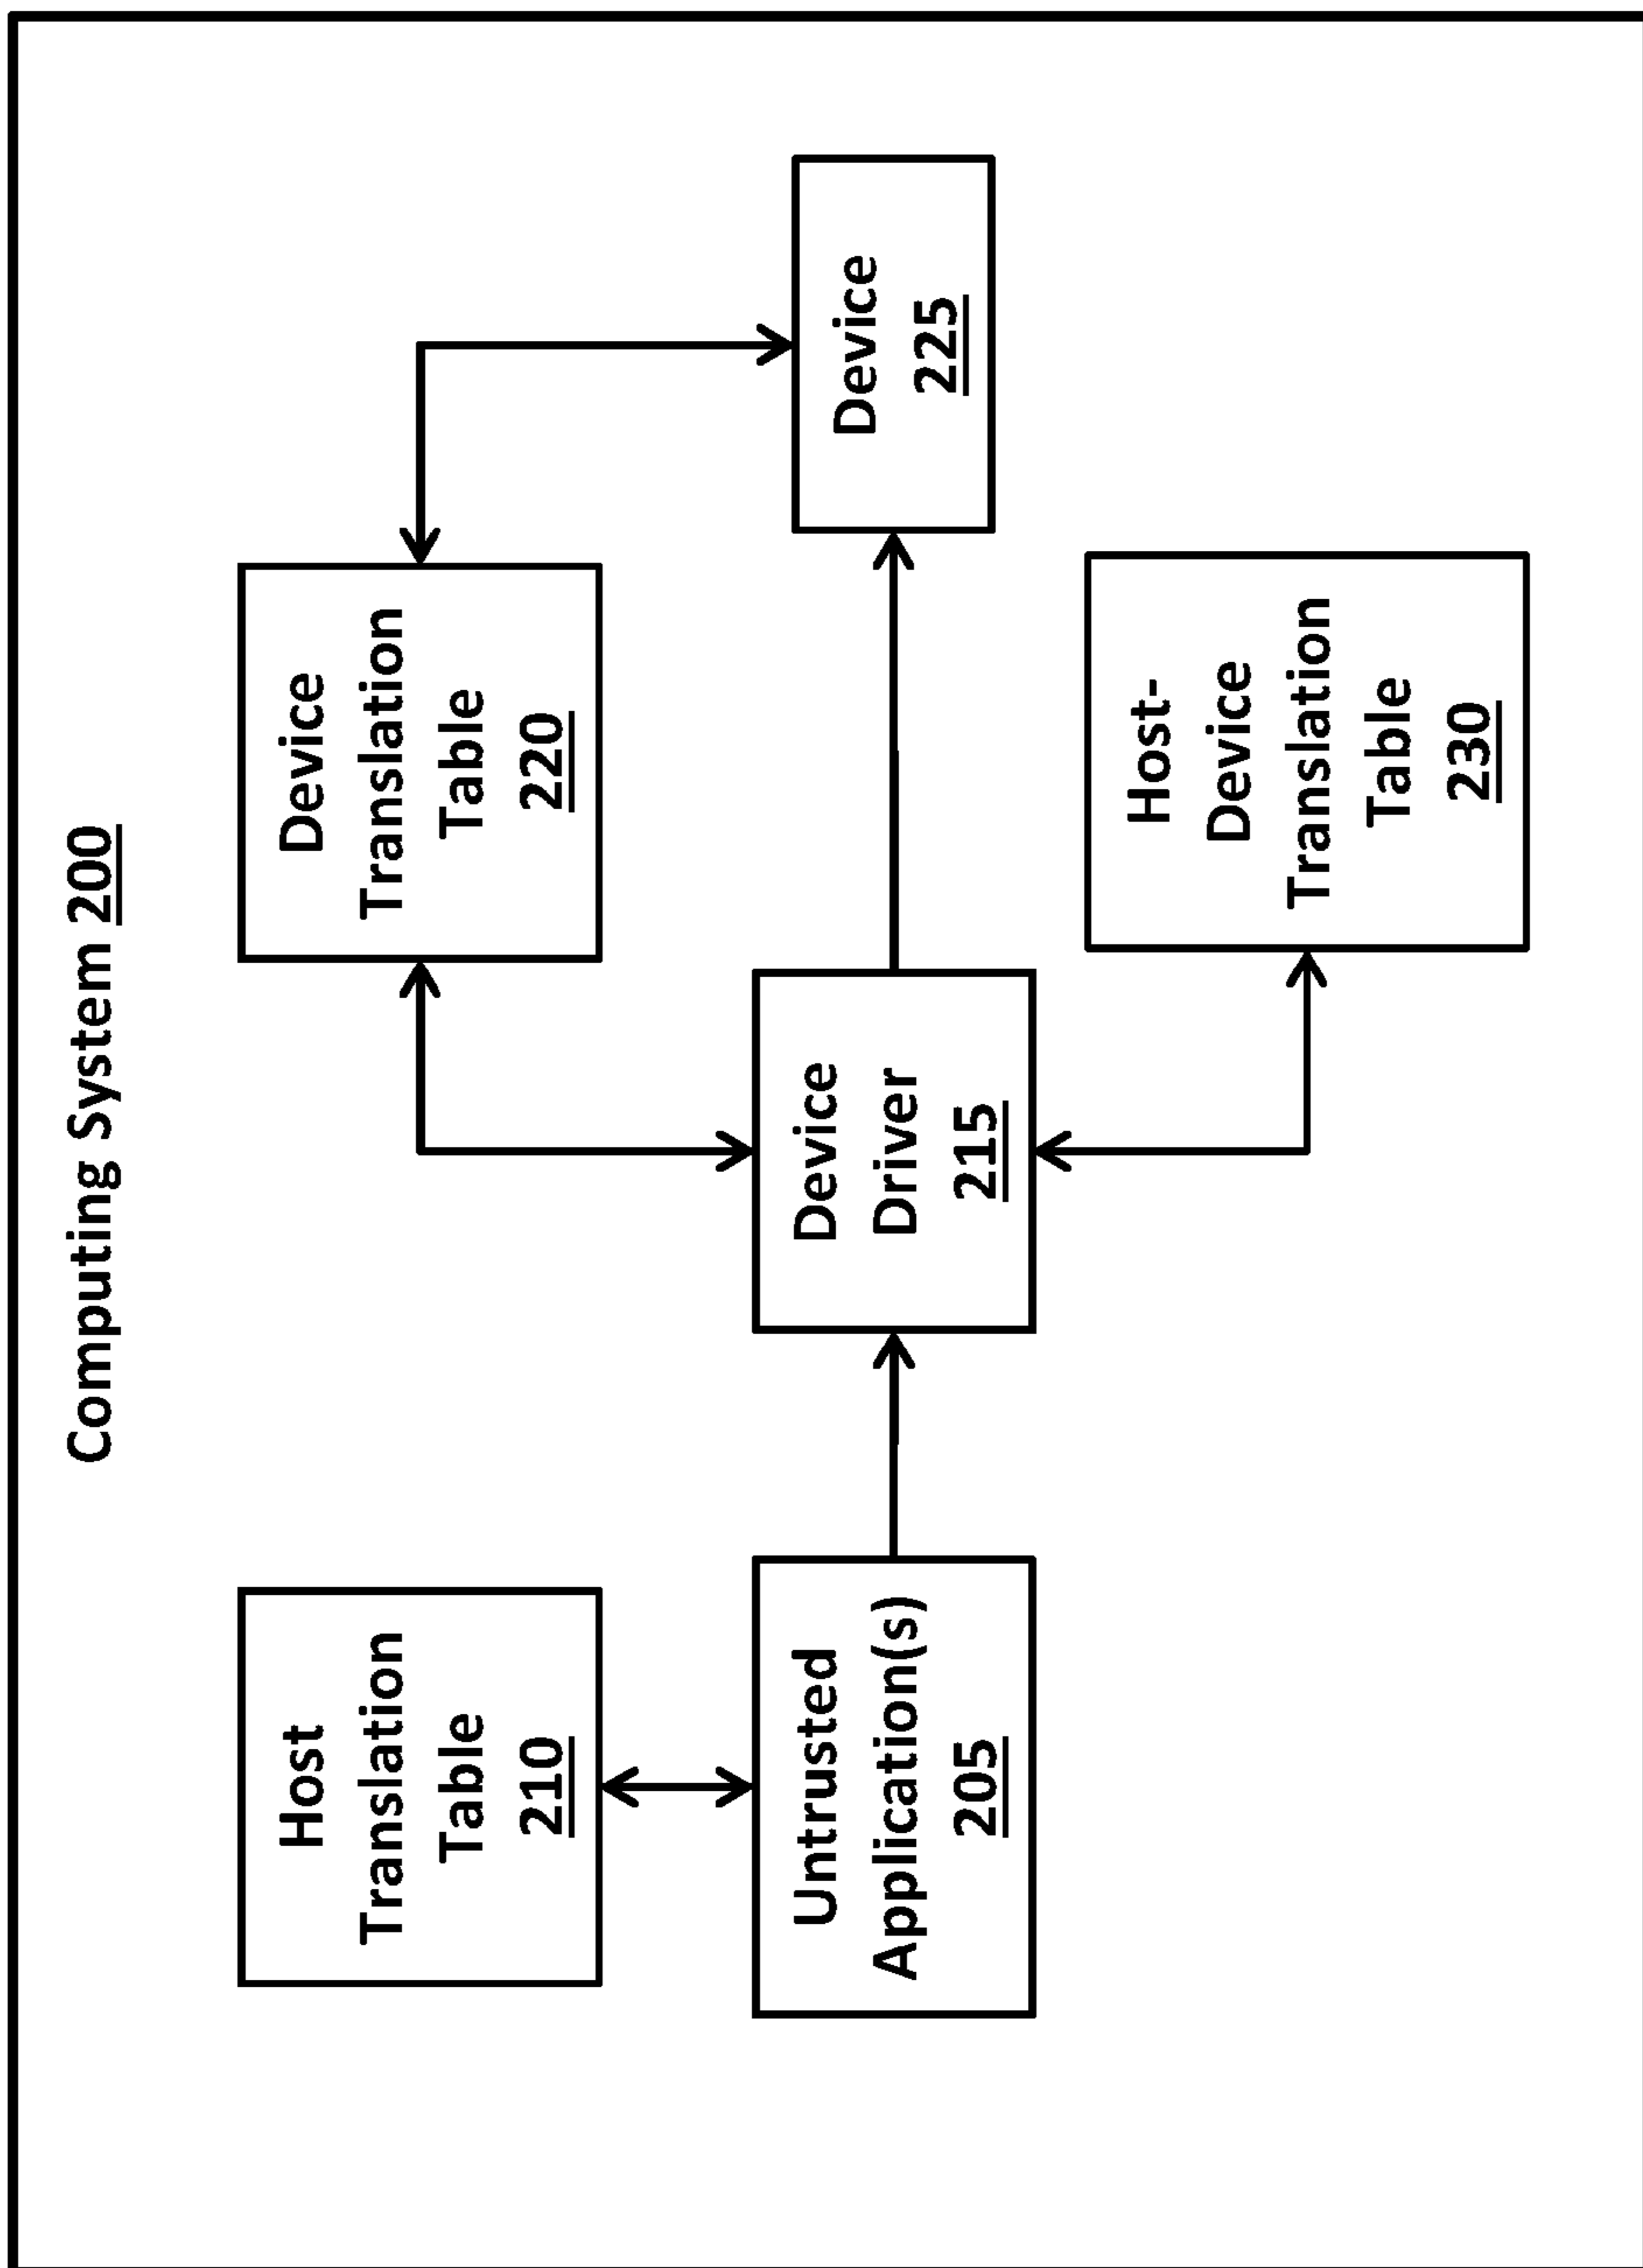 Computing System 200
Host
Translation
Table
210
Device
Translation
Table
220
Untrusted
Application(s)
205
Device
Driver
215
Device
225
Host-
Device
Translation
Table
230